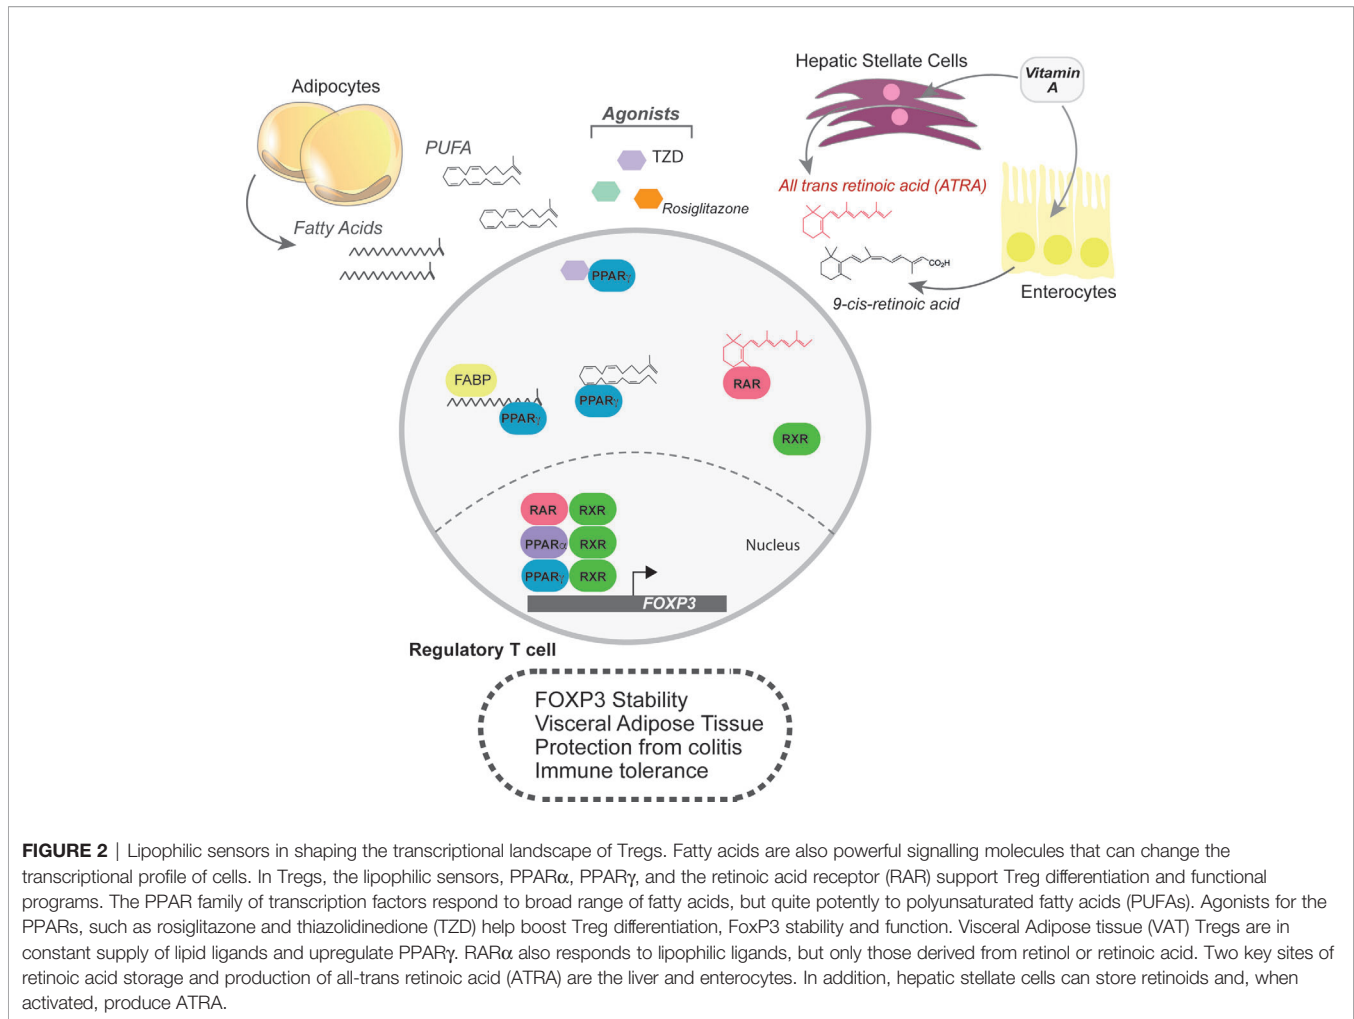 Adipocytes
PUFA
Fatty Acids
Agonists
TZD
Rosiglitazone
Hepatic Stellate Cells
Vitamin
A
All trans retinoic acid (ATRA)
CO₂H
9-cis-retinoic acid
Enterocytes
PPARγ
FABP
PPARγ
PPARγ
RAR
RXR
RAR RXR
PPARα RXR
PPARγ RXR
Nucleus
FOXP3
Regulatory T cell
FOXP3 Stability
Visceral Adipose Tissue
Protection from colitis
Immune tolerance
FIGURE 2 | Lipophilic sensors in shaping the transcriptional landscape of Tregs. Fatty acids are also powerful signalling molecules that can change the
transcriptional profile of cells. In Tregs, the lipophilic sensors, PPARα, PPARγ, and the retinoic acid receptor (RAR) support Treg differentiation and functional
programs. The PPAR family of transcription factors respond to broad range of fatty acids, but quite potently to polyunsaturated fatty acids (PUFAs). Agonists for the
PPARs, such as rosiglitazone and thiazolidinedione (TZD) help boost Treg differentiation, FoxP3 stability and function. Visceral Adipose tissue (VAT) Tregs are in
constant supply of lipid ligands and upregulate PPARγ. RARα also responds to lipophilic ligands, but only those derived from retinol or retinoic acid. Two key sites of
retinoic acid storage and production of all-trans retinoic acid (ATRA) are the liver and enterocytes. In addition, hepatic stellate cells can store retinoids and, when
activated, produce ATRA.